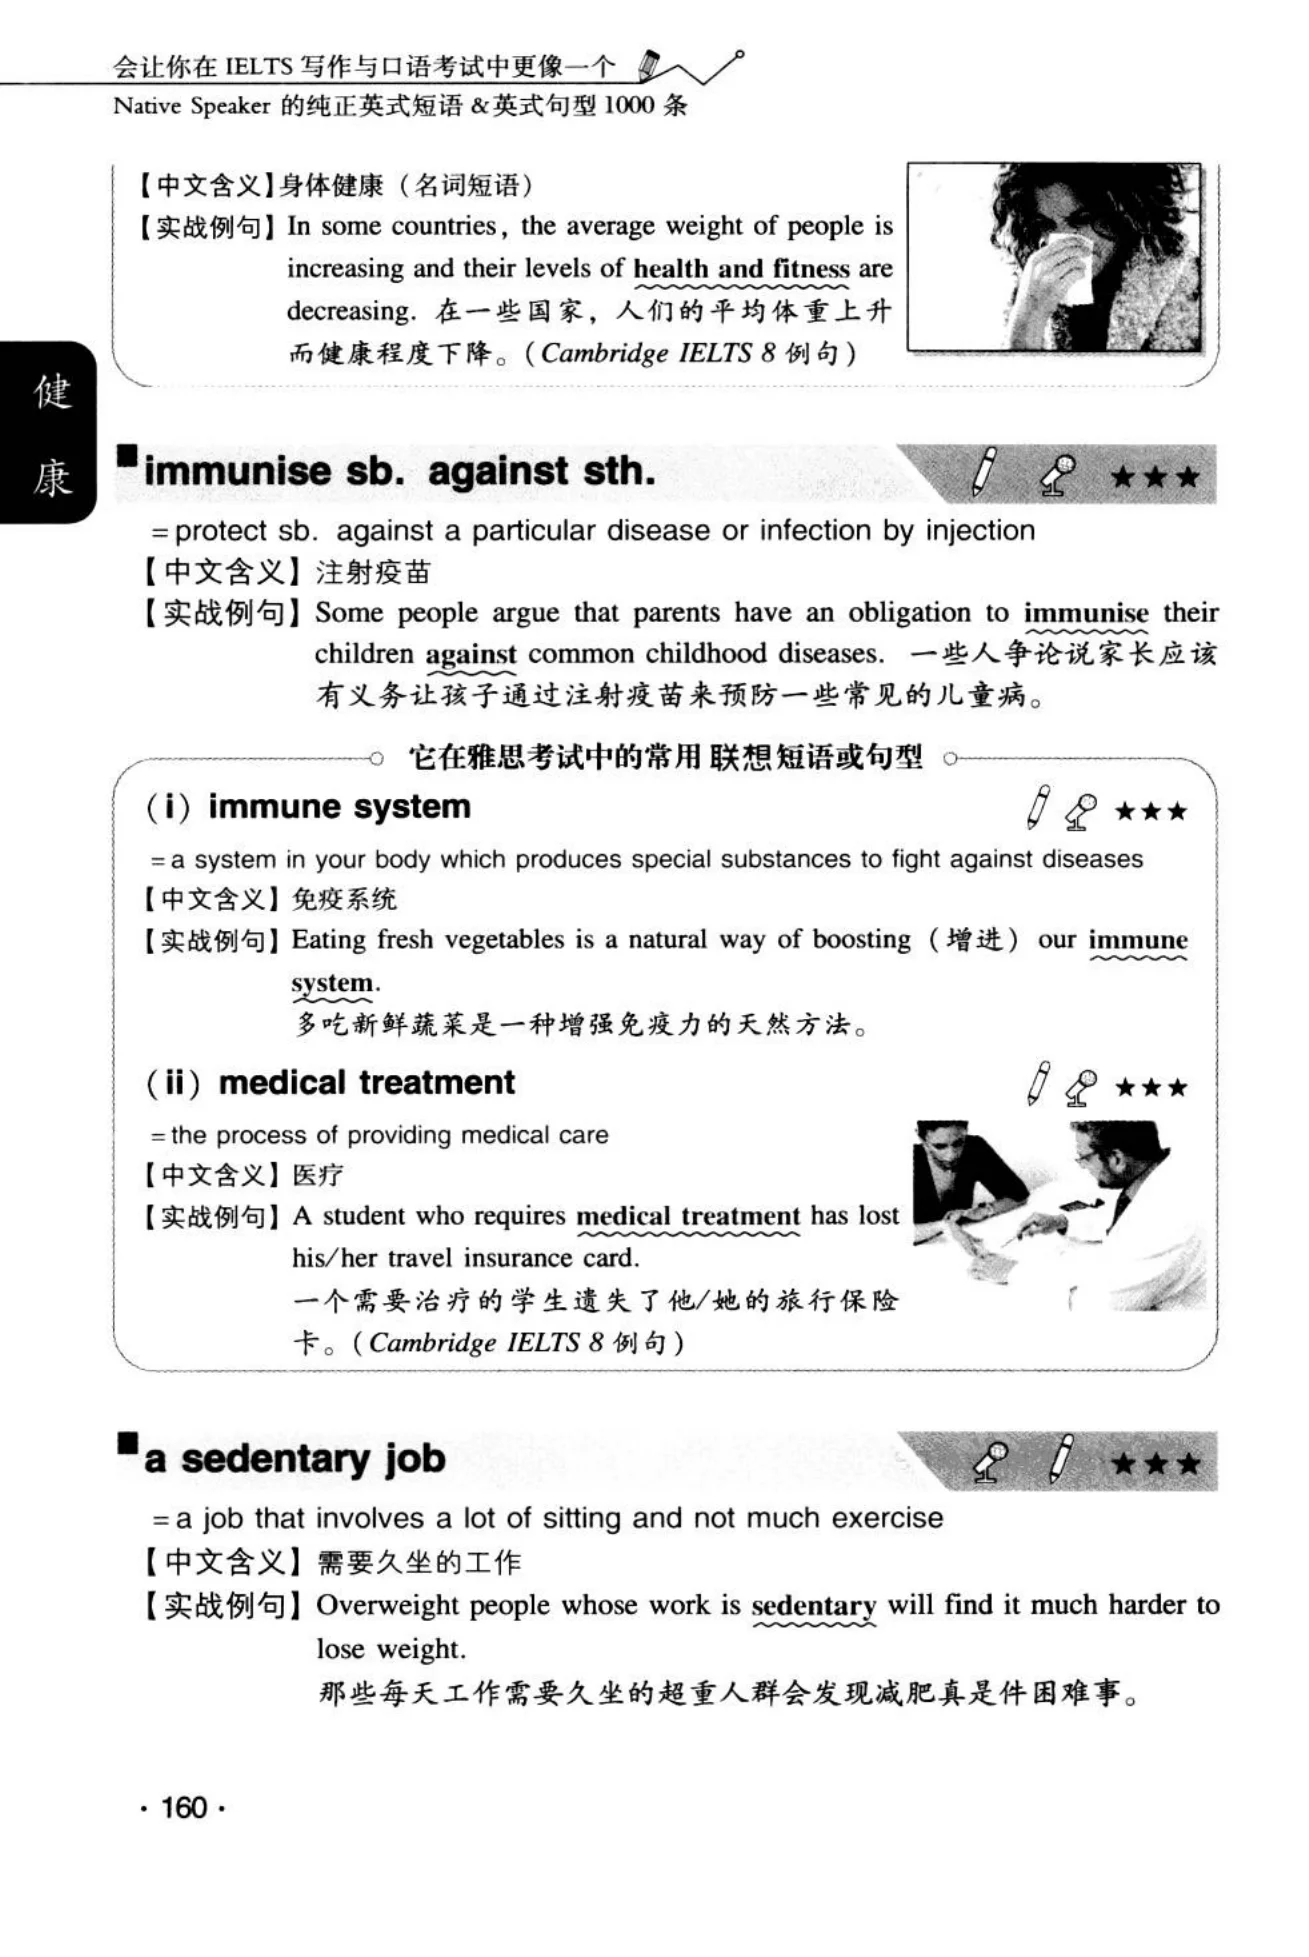 会让你在 IELTS 写作与口语考试中更像一个
Native Speaker 的纯正英式短语 & 英式句型 1000 条
【中文含义】身体健康（名词短语）
【实战例句】In some countries, the average weight of people is
increasing and their levels of health and fitness are
decreasing. 在一些国家，人们的平均体重上升
而健康程度下降。（Cambridge IELTS 8 例句）
健
康
immunise sb. against sth. ★★★
=protect sb. against a particular disease or infection by injection
【中文含义】注射疫苗
【实战例句】Some people argue that parents have an obligation to immunise their
children against common childhood diseases. 一些人争论说家长应该
有义务让孩子通过注射疫苗来预防一些常见的儿童病。
它在雅思考试中的常用联想短语或句型
(i) immune system ★★★
=a system in your body which produces special substances to fight against diseases
【中文含义】免疫系统
【实战例句】Eating fresh vegetables is a natural way of boosting（增进）our immune
system.
多吃新鲜蔬菜是一种增强免疫力的天然方法。
(ii) medical treatment ★★★
=the process of providing medical care
【中文含义】医疗
【实战例句】A student who requires medical treatment has lost
his/her travel insurance card.
一个需要治疗的学生遗失了他/她的旅行保险
卡。（Cambridge IELTS 8 例句）
a sedentary job ★★★
=a job that involves a lot of sitting and not much exercise
【中文含义】需要久坐的工作
【实战例句】Overweight people whose work is sedentary will find it much harder to
lose weight.
那些每天工作需要久坐的超重人群会发现减肥真是件困难事。
· 160 ·